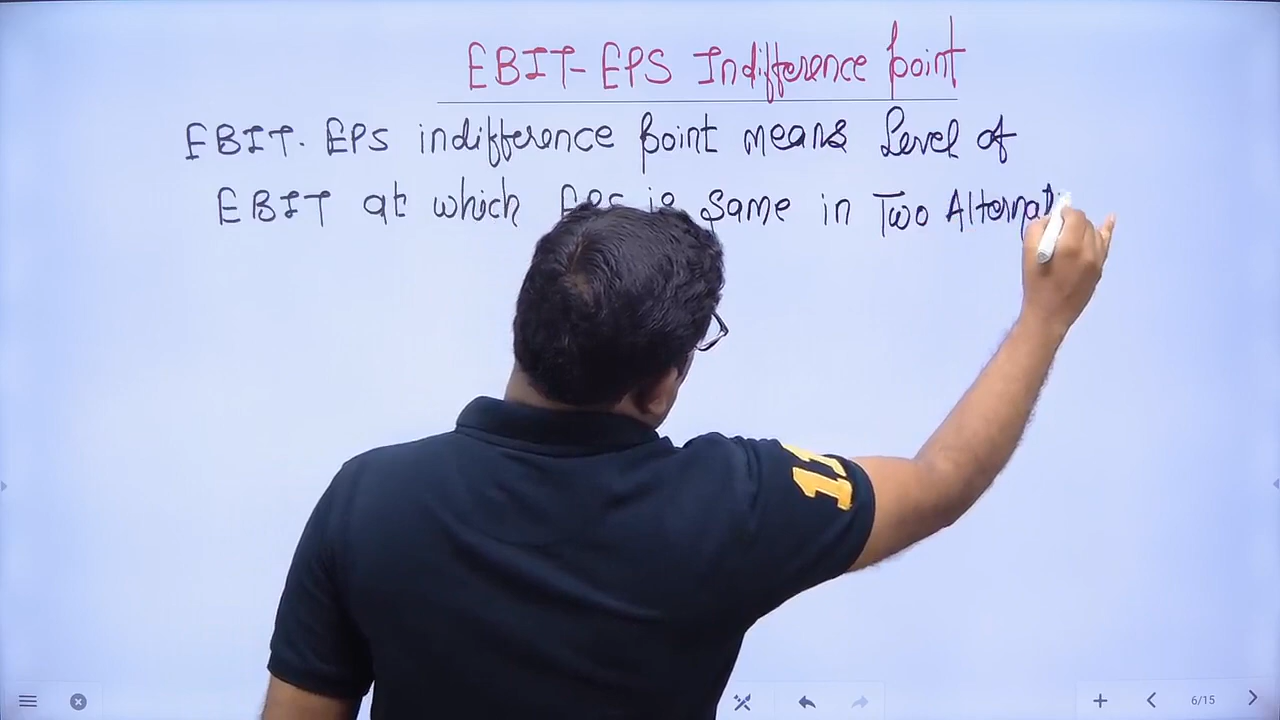 EBIT-EPS Indifference point
EBIT. EPS indifference point means Level of
EBIT at which EPS is Same in Two Alternat
11
6/15